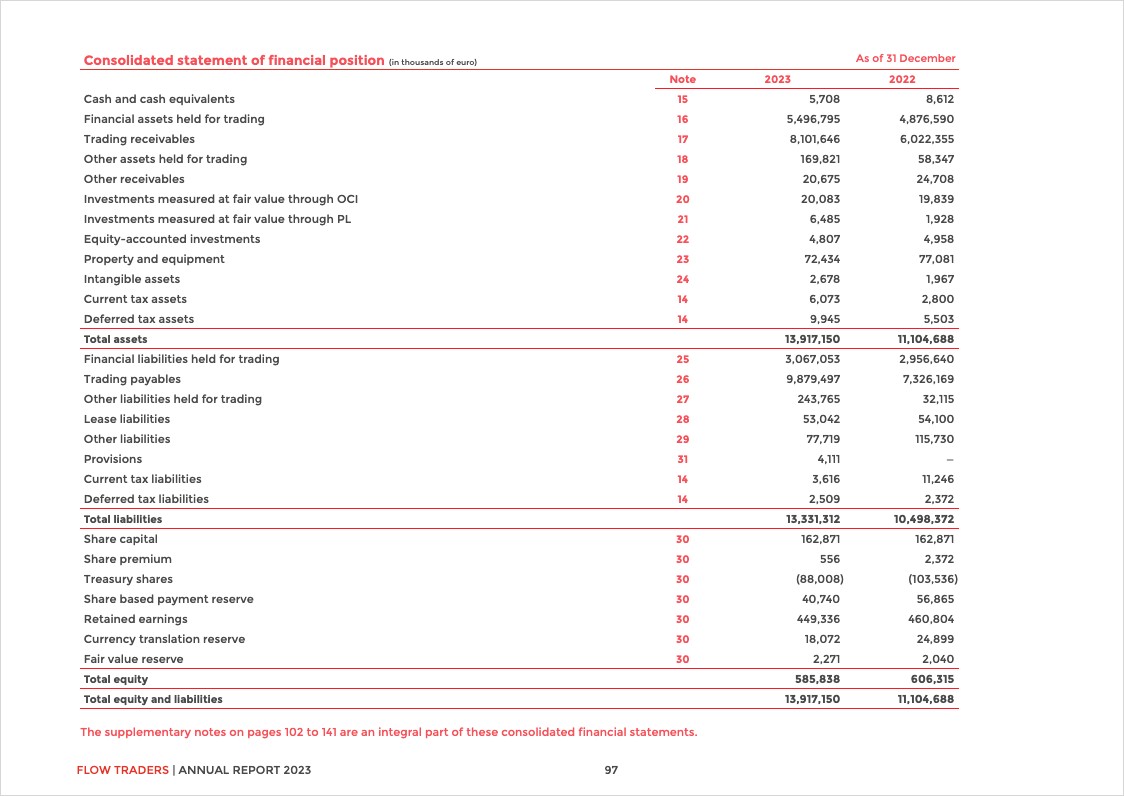 Consolidated statement of financial position (in thousands of euro) As of 31 December
Note 2023 2022
Cash and cash equivalents 15 5,708 8,612
Financial assets held for trading 16 5,496,795 4,876,590
Trading receivables 17 8,101,646 6,022,355
Other assets held for trading 18 169,821 58,347
Other receivables 19 20,675 24,708
Investments measured at fair value through OCI 20 20,083 19,839
Investments measured at fair value through PL 21 6,485 1,928
Equity-accounted investments 22 4,807 4,958
Property and equipment 23 72,434 77,081
Intangible assets 24 2,678 1,967
Current tax assets 14 6,073 2,800
Deferred tax assets 14 9,945 5,503
Total assets 13,917,150 11,104,688
Financial liabilities held for trading 25 3,067,053 2,956,640
Trading payables 26 9,879,497 7,326,169
Other liabilities held for trading 27 243,765 32,115
Lease liabilities 28 53,042 54,100
Other liabilities 29 77,719 115,730
Provisions 31 4,111 —
Current tax liabilities 14 3,616 11,246
Deferred tax liabilities 14 2,509 2,372
Total liabilities 13,331,312 10,498,372
Share capital 30 162,871 162,871
Share premium 30 556 2,372
Treasury shares 30 (88,008) (103,536)
Share based payment reserve 30 40,740 56,865
Retained earnings 30 449,336 460,804
Currency translation reserve 30 18,072 24,899
Fair value reserve 30 2,271 2,040
Total equity 585,838 606,315
Total equity and liabilities 13,917,150 11,104,688
The supplementary notes on pages 102 to 141 are an integral part of these consolidated financial statements.
FLOW TRADERS | ANNUAL REPORT 2023 97